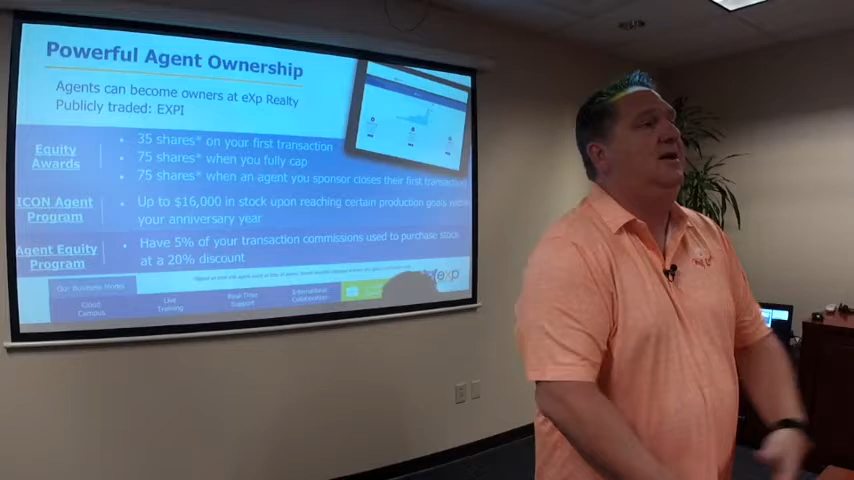 Powerful Agent Ownership
Agents can become owners at eXp Realty
Publicly traded: EXPI
Equity
Awards
• 35 shares* on your first transaction
• 75 shares* when you fully cap
• 75 shares* when an agent you sponsor closes their first transaction
ICON Agent
Program
• Up to $16,000 in stock upon reaching certain production goals within
your anniversary year
Agent Equity
Program
• Have 5% of your transaction commissions used to purchase stock
at a 20% discount
Our Business Model
Cloud
Campus
Live
Training
Real-Time
Support
International
Collaboration
exp